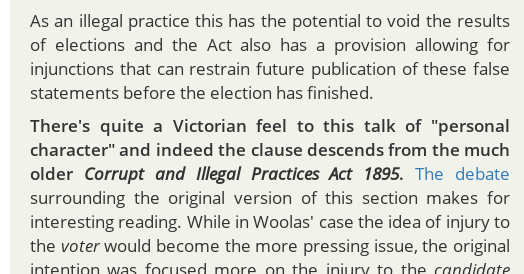 As an illegal practice this has the potential to void the results
of elections and the Act also has a provision allowing for
injunctions that can restrain future publication of these false
statements before the election has finished.
There's quite a Victorian feel to this talk of "personal
character" and indeed the clause descends from the much
older Corrupt and Illegal Practices Act 1895. The debate
surrounding the original version of this section makes for
interesting reading. While in Woolas' case the idea of injury to
the voter would become the more pressing issue, the original
intention was focused more on the injury to the candidate